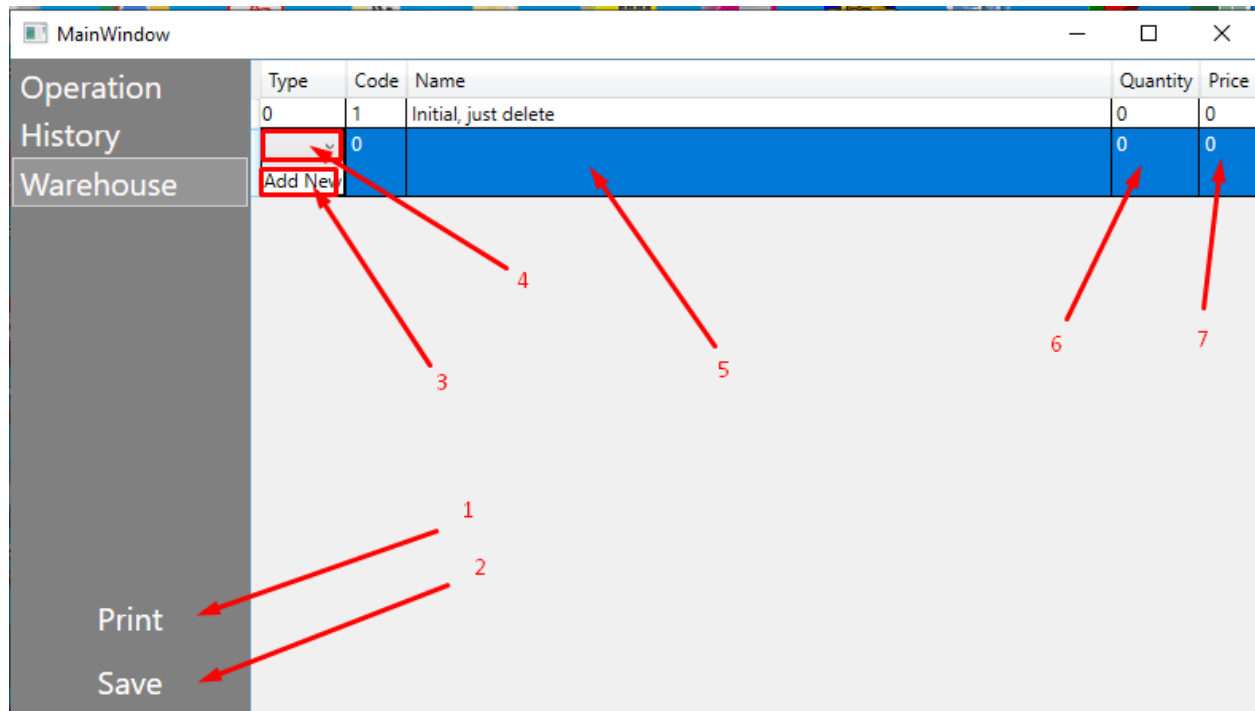 MainWindow
Operation
History
Warehouse
Type Code Name Quantity Price
0 1 Initial, just delete 0 0
0 0 0
Add New
4
3
5
6
7
1
2
Print
Save